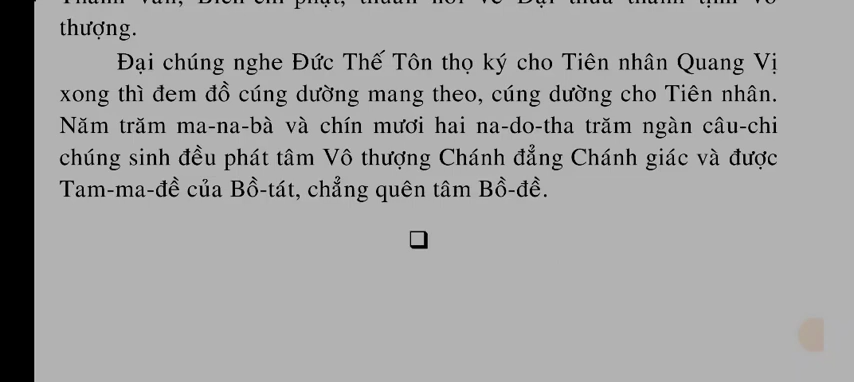 thượng.
Đại chúng nghe Đức Thế Tôn thọ ký cho Tiên nhân Quang Vị
xong thì đem đồ cúng dường mang theo, cúng dường cho Tiên nhân.
Năm trăm ma-na-bà và chín mươi hai na-do-tha trăm ngàn câu-chi
chúng sinh đều phát tâm Vô thượng Chánh đẳng Chánh giác và được
Tam-ma-đề của Bồ-tát, chẳng quên tâm Bồ-đề.